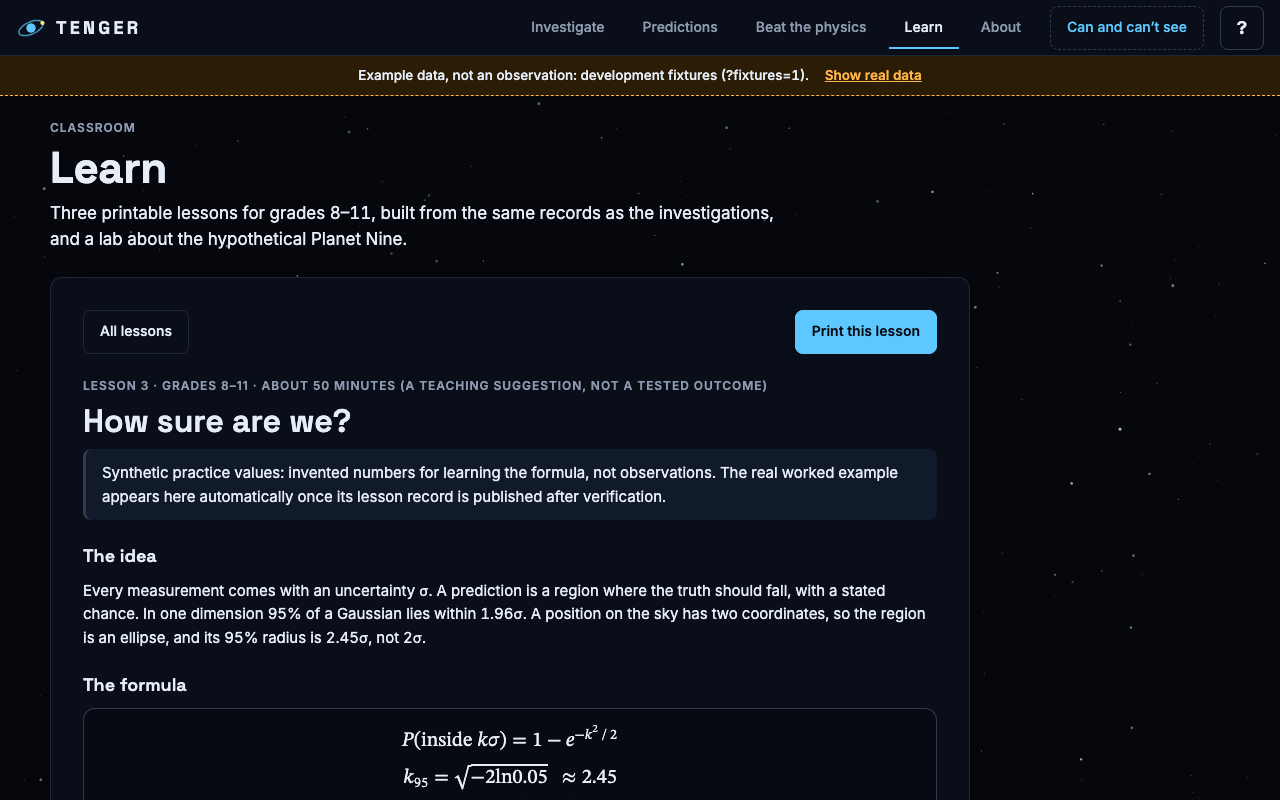 TENGER
Investigate
Predictions
Beat the physics
Learn
About
Can and can't see
?
Example data, not an observation: development fixtures (?fixtures=1). Show real data
CLASSROOM
Learn
Three printable lessons for grades 8–11, built from the same records as the investigations,
and a lab about the hypothetical Planet Nine.
All lessons
Print this lesson
LESSON 3 · GRADES 8–11 · ABOUT 50 MINUTES (A TEACHING SUGGESTION, NOT A TESTED OUTCOME)
How sure are we?
Synthetic practice values: invented numbers for learning the formula, not observations. The real worked example
appears here automatically once its lesson record is published after verification.
The idea
Every measurement comes with an uncertainty σ. A prediction is a region where the truth should fall, with a stated
chance. In one dimension 95% of a Gaussian lies within 1.96σ. A position on the sky has two coordinates, so the region
is an ellipse, and its 95% radius is 2.45σ, not 2σ.
The formula
P(inside kσ) = 1 − e^{−k² / 2}
k₉₅ = √−2ln0.05 ≈ 2.45